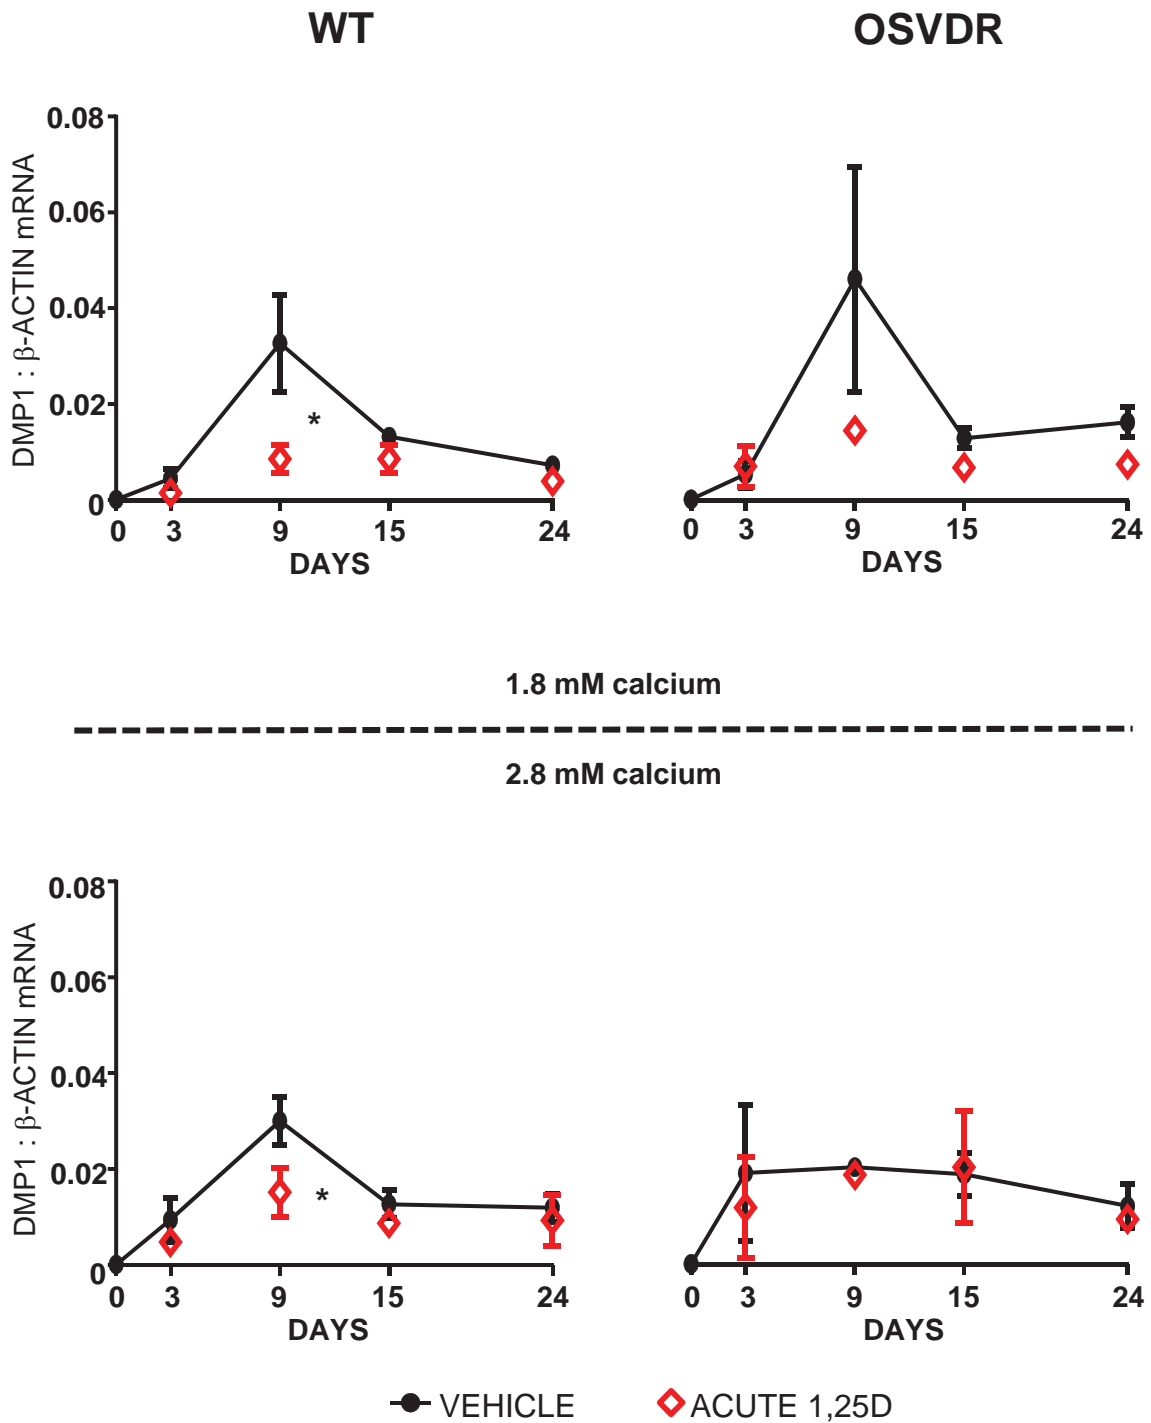 WT OSVDR
0.08
0.06
0.04
0.02
0
DMP1 : β-ACTIN mRNA
*
0 3 9 15 24
DAYS
0 3 9 15 24
DAYS
1.8 mM calcium
2.8 mM calcium
0.08
0.06
0.04
0.02
0
DMP1 : β-ACTIN mRNA
*
0 3 9 15 24
DAYS
0 3 9 15 24
DAYS
VEHICLE ACUTE 1,25D